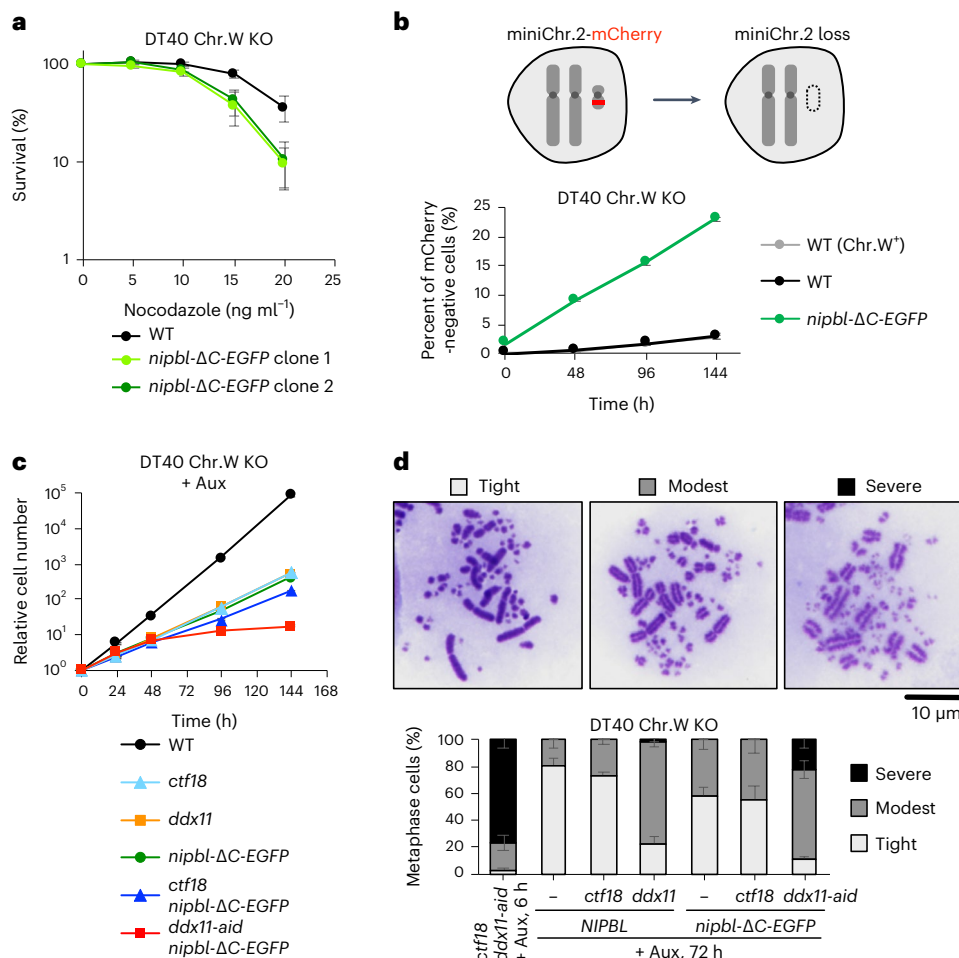 a
DT40 Chr.W KO
Survival (%)
100
10
1
0 5 10 15 20 25
Nocodazole (ng ml⁻¹)
WT
nipbl-ΔC-EGFP clone 1
nipbl-ΔC-EGFP clone 2
b
miniChr.2-mCherry
miniChr.2 loss
DT40 Chr.W KO
Percent of mCherry
-negative cells (%)
25
20
15
10
5
0
0 48 96 144
Time (h)
WT (Chr.W⁺)
WT
nipbl-ΔC-EGFP
c
DT40 Chr.W KO
+ Aux
Relative cell number
10⁵
10⁴
10³
10²
10¹
10⁰
0 24 48 72 96 120 144 168
Time (h)
WT
ctf18
ddx11
nipbl-ΔC-EGFP
ctf18
nipbl-ΔC-EGFP
ddx11-aid
nipbl-ΔC-EGFP
d
Tight Modest Severe
10 µm
DT40 Chr.W KO
Metaphase cells (%)
100
80
60
40
20
0
Severe
Modest
Tight
ctf18
ddx11-aid
+ Aux, 6 h
– ctf18 ddx11 – ctf18 ddx11-aid
NIPBL nipbl-ΔC-EGFP
+ Aux, 72 h